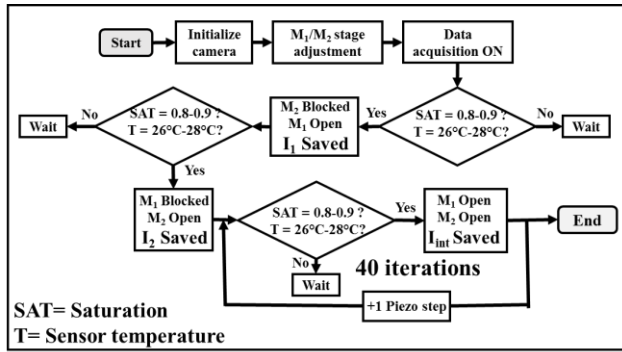 Start
Initialize
camera
M₁/M₂ stage
adjustment
Data
acquisition ON
SAT = 0.8-0.9 ?
T = 26°C-28°C?
No
Wait
Yes
M₂ Blocked
M₁ Open
I₁ Saved
SAT = 0.8-0.9 ?
T = 26°C-28°C?
No
Wait
Yes
M₁ Blocked
M₂ Open
I₂ Saved
SAT = 0.8-0.9 ?
T = 26°C-28°C?
No
Wait
Yes
M₁ Open
M₂ Open
Iint Saved
End
40 iterations
+1 Piezo step
SAT= Saturation
T= Sensor temperature